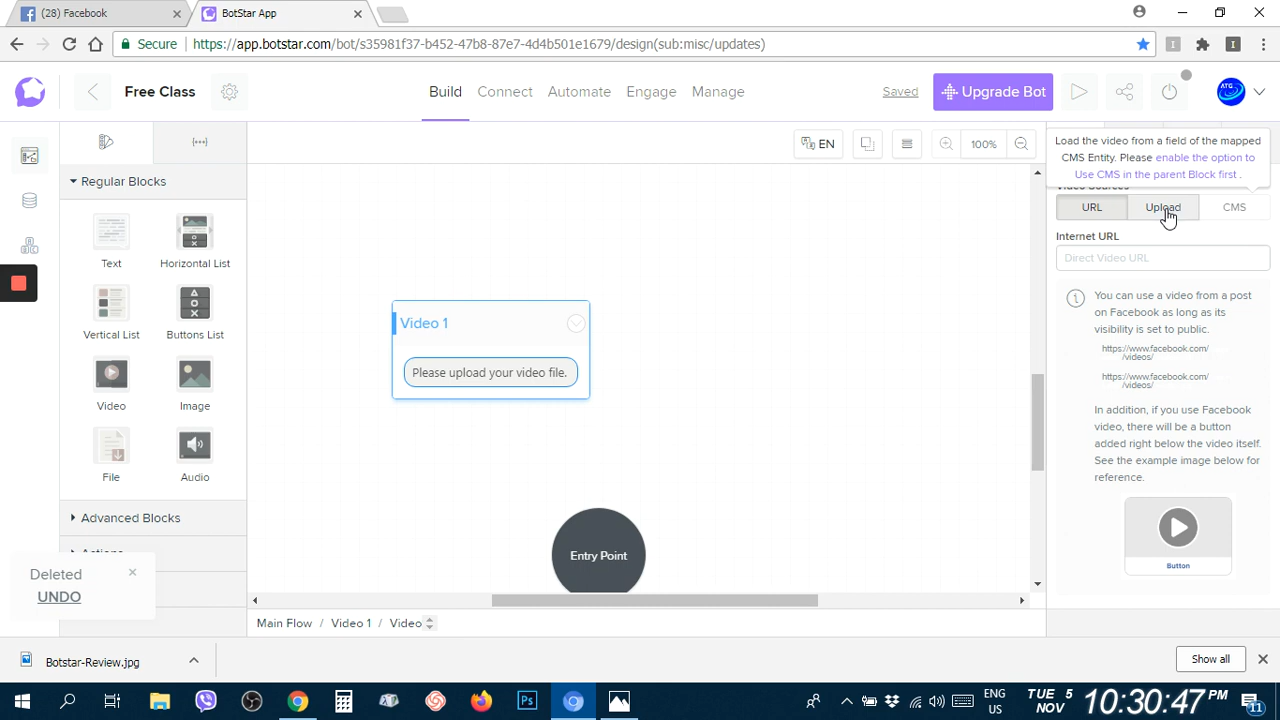 (28) Facebook
BotStar App
Secure
https://app.botstar.com/bot/s35981f37-b452-47b8-87e7-4d4b501e1679/design(sub:misc/updates)
Free Class
Build
Connect
Automate
Engage
Manage
Saved
Upgrade Bot
ATG
EN
100%
Load the video from a field of the mapped
CMS Entity. Please enable the option to
Use CMS in the parent Block first .
URL
Upload
CMS
Internet URL
Direct Video URL
You can use a video from a post
on Facebook as long as its
visibility is set to public.
https://www.facebook.com/
/videos/
https://www.facebook.com/
/videos/
In addition, if you use Facebook
video, there will be a button
added right below the video itself.
See the example image below for
reference.
Button
Regular Blocks
Text
Horizontal List
Vertical List
Buttons List
Video
Image
File
Audio
Advanced Blocks
Video 1
Please upload your video file.
Entry Point
Deleted
UNDO
Main Flow / Video 1 / Video
Botstar-Review.jpg
Show all
Ps
ENG
US
TUE 5
NOV
10:30:47 PM
11